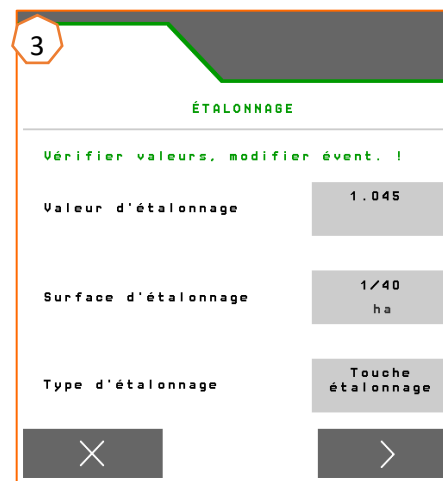 3
ÉTALONNAGE
Vérifier valeurs, modifier évent. !
Valeur d'étalonnage
1.045
Surface d'étalonnage
1/40
ha
Type d'étalonnage
Touche
étalonnage